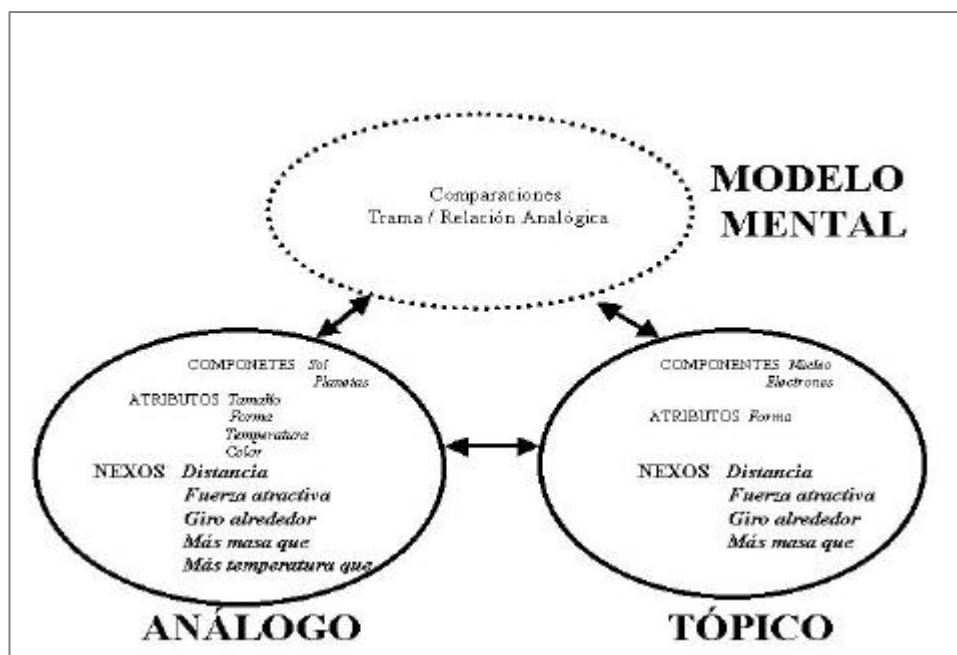 Comparaciones
Trama / Relación Analógica
MODELO
MENTAL
COMPONETES Sol
Planetas
ATRIBUTOS Tamaño
Forma
Temperatura
Color
NEXOS Distancia
Fuerza atractiva
Giro alrededor
Más masa que
Más temperatura que
ANÁLOGO
COMPONENTES Núcleo
Electrones
ATRIBUTOS Forma
NEXOS Distancia
Fuerza atractiva
Giro alrededor
Más masa que
TÓPICO